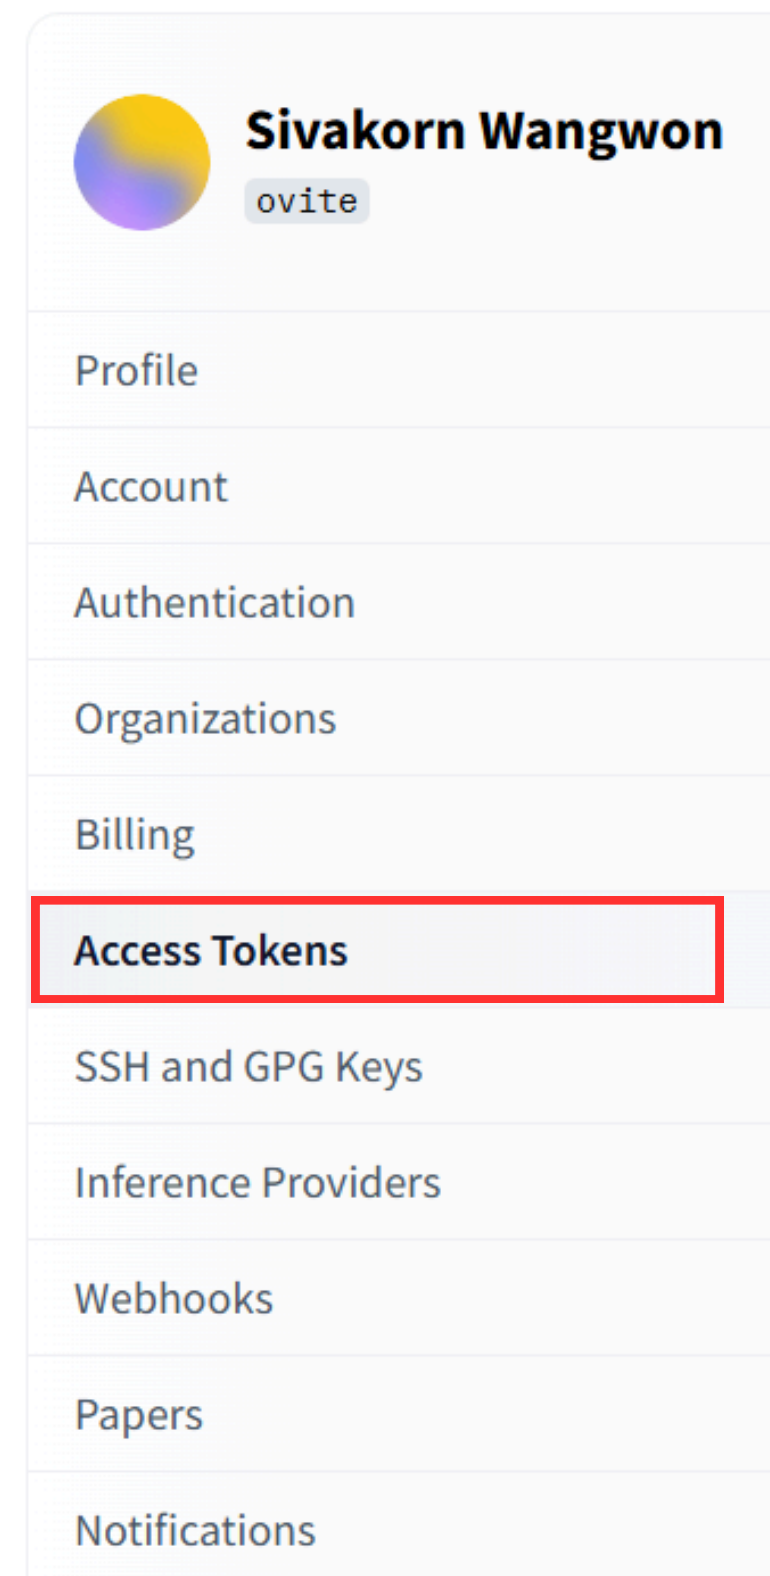 Sivakorn Wangwon
ovite
Profile
Account
Authentication
Organizations
Billing
Access Tokens
SSH and GPG Keys
Inference Providers
Webhooks
Papers
Notifications